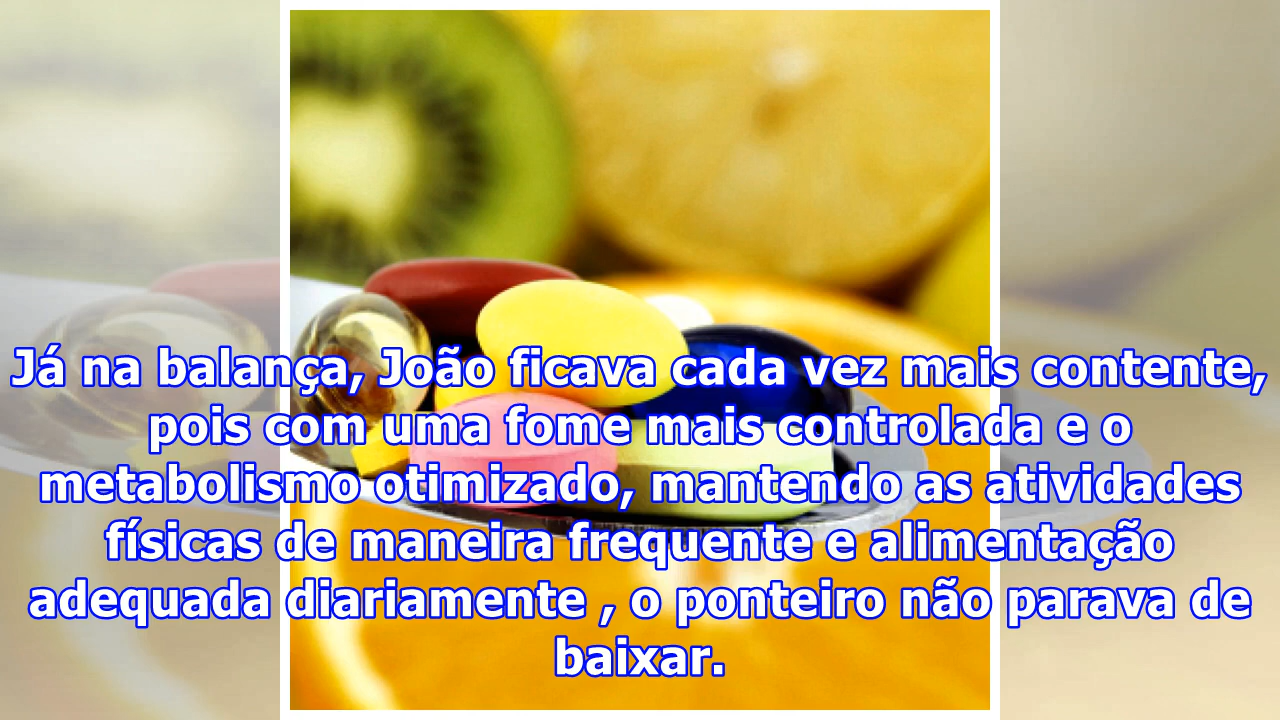 Já na balança, João ficava cada vez mais contente,
pois com uma fome mais controlada e o
metabolismo otimizado, mantendo as atividades
físicas de maneira frequente e alimentação
adequada diariamente , o ponteiro não parava de
baixar.